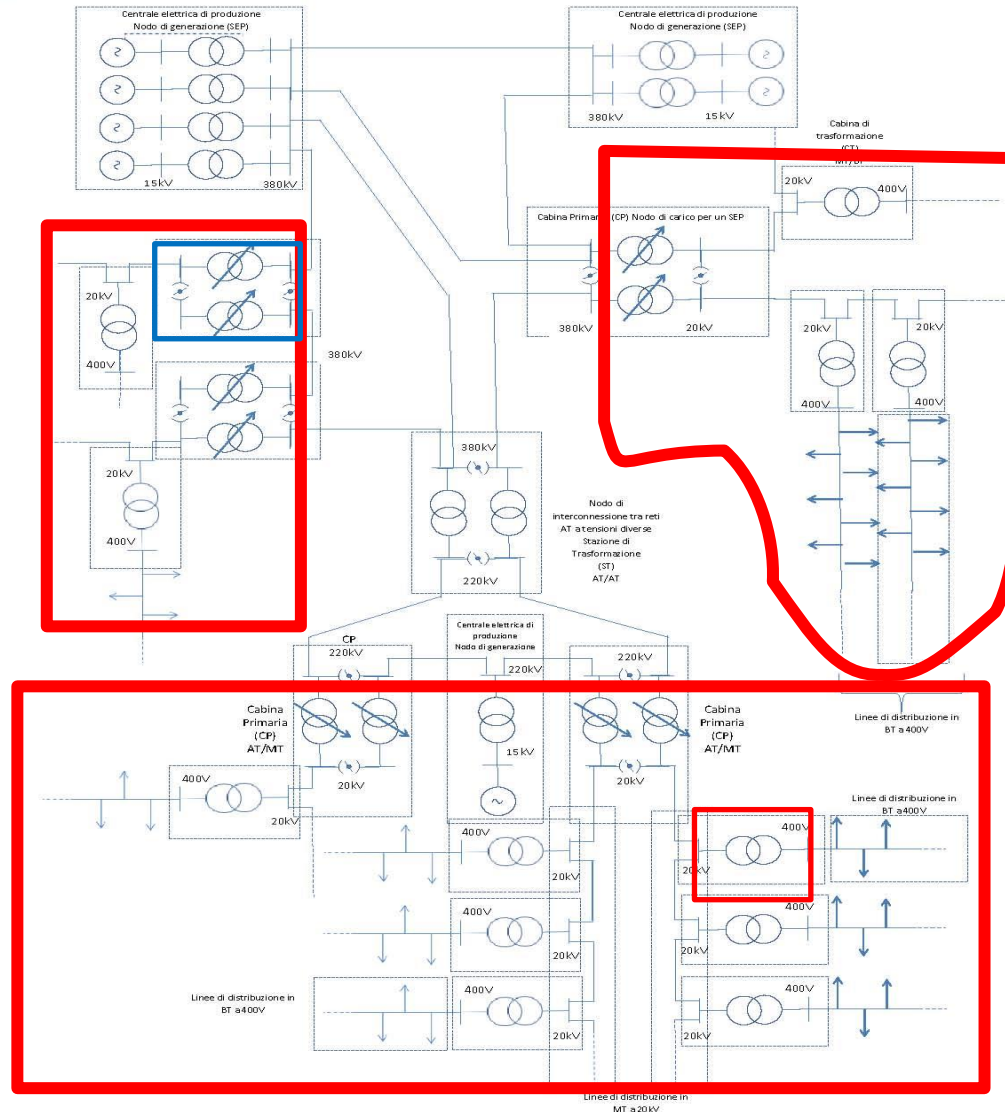 Centrale elettrica di produzione
Nodo di generazione (SEP)
~
~
~
~
15kV
380kV
Centrale elettrica di produzione
Nodo di generazione (SEP)
~
~
380kV
15kV
Cabina di
trasformazione
(CT)
MT/BT
20kV
400V
Cabina Primaria (CP) Nodo di carico per un SEP
380kV
20kV
20kV
20kV
400V
400V
20kV
400V
380kV
20kV
400V
380kV
220kV
Nodo di
interconnessione tra reti
AT a tensioni diverse
Stazione di
Trasformazione
(ST)
AT/AT
CP
220kV
Centrale elettrica di
produzione
Nodo di generazione
220kV
220kV
Cabina
Primaria
(CP)
AT/MT
20kV
15kV
~
Cabina
Primaria
(CP)
AT/MT
20kV
Linee di distribuzione in
BT a 400V
400V
20kV
400V
20kV
400V
20kV
Linee di distribuzione in
BT a 400V
400V
20kV
400V
20kV
Linee di distribuzione in
BT a 400V
400V
20kV
400V
20kV
Linee di distribuzione in
MT a 20kV